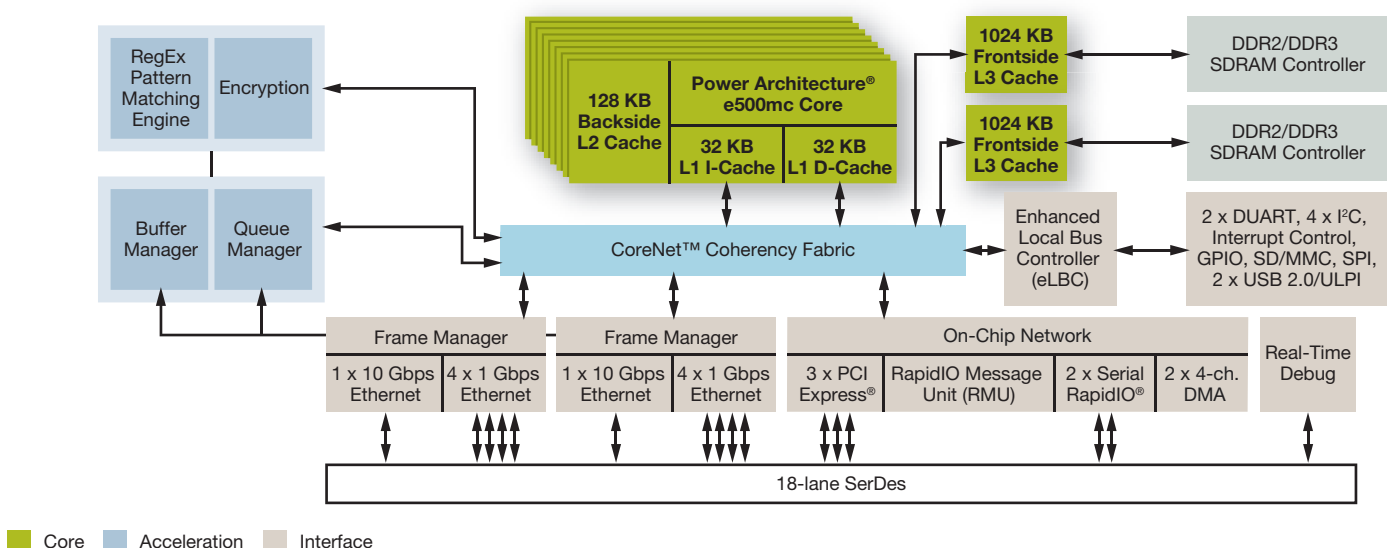 RegEx
Pattern
Matching
Engine
Encryption
128 KB
Backside
L2 Cache
Power Architecture®
e500mc Core
32 KB
L1 I-Cache
32 KB
L1 D-Cache
1024 KB
Frontside
L3 Cache
DDR2/DDR3
SDRAM Controller
1024 KB
Frontside
L3 Cache
DDR2/DDR3
SDRAM Controller
Buffer
Manager
Queue
Manager
CoreNet™ Coherency Fabric
Enhanced
Local Bus
Controller
(eLBC)
2 x DUART, 4 x I²C,
Interrupt Control,
GPIO, SD/MMC, SPI,
2 x USB 2.0/ULPI
Frame Manager
1 x 10 Gbps
Ethernet
4 x 1 Gbps
Ethernet
Frame Manager
1 x 10 Gbps
Ethernet
4 x 1 Gbps
Ethernet
On-Chip Network
3 x PCI
Express®
RapidIO Message
Unit (RMU)
2 x Serial
RapidIO®
2 x 4-ch.
DMA
Real-Time
Debug
18-lane SerDes
Core
Acceleration
Interface